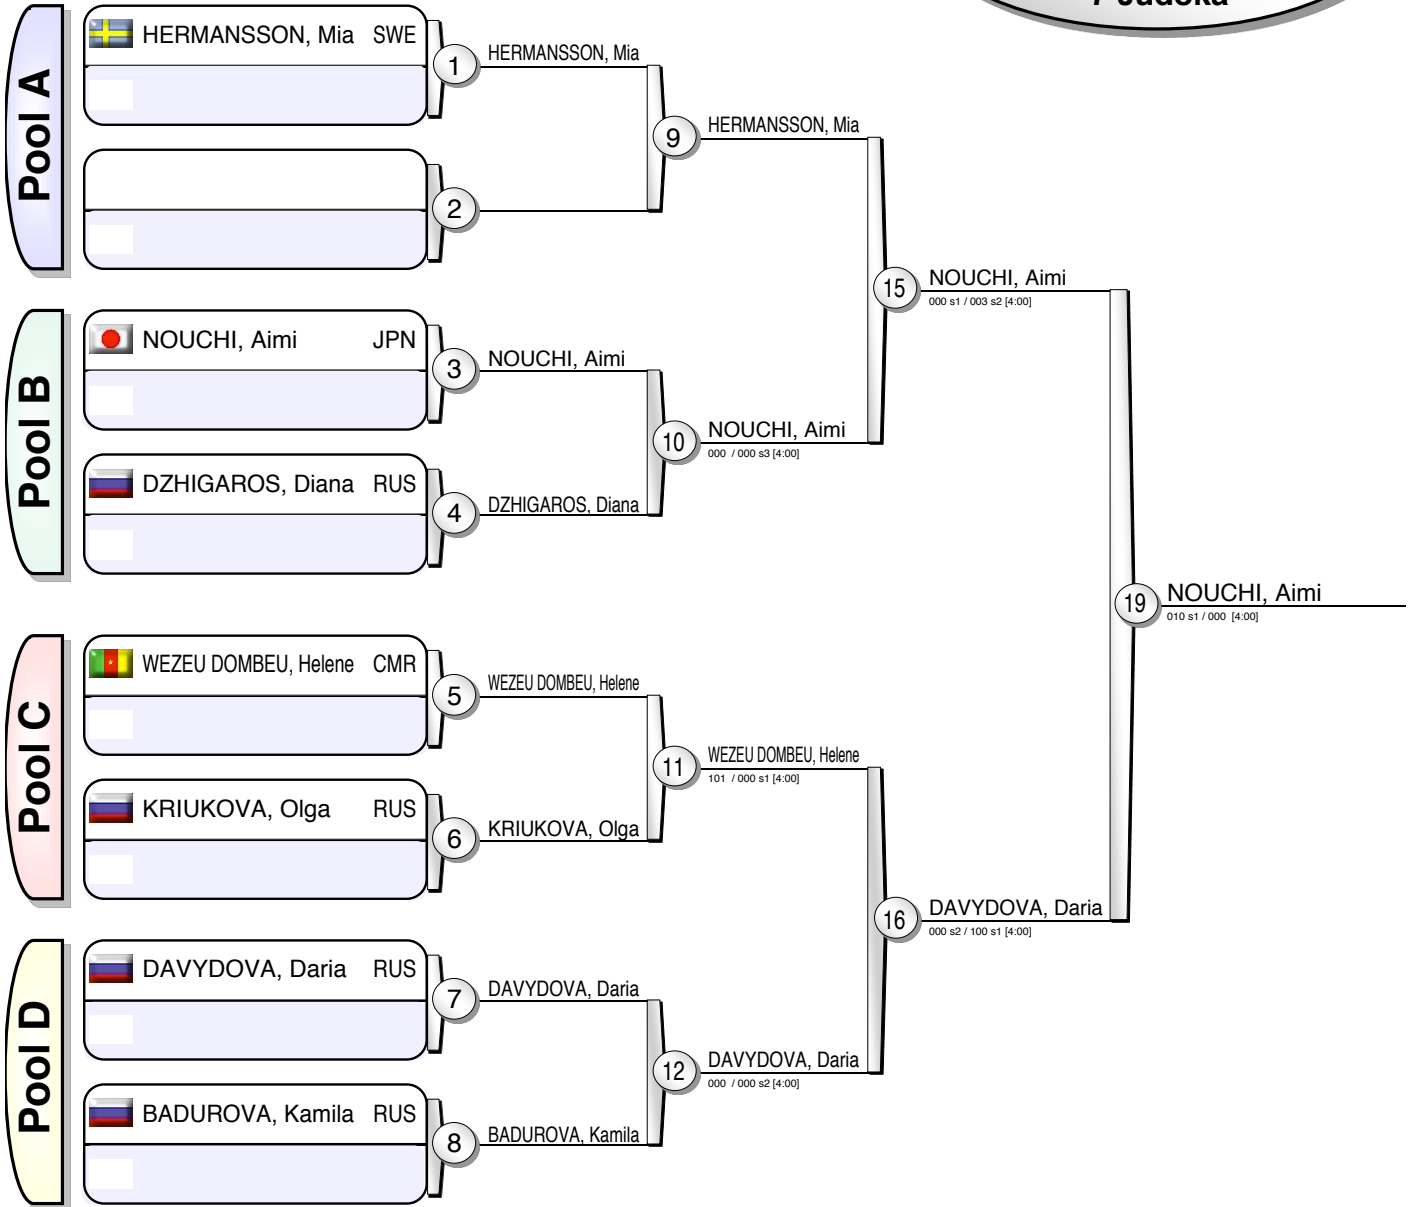 7 Judoka
Pool A
HERMANSSON, Mia SWE
1
HERMANSSON, Mia
2
9
HERMANSSON, Mia
Pool B
NOUCHI, Aimi JPN
3
NOUCHI, Aimi
DZHIGAROS, Diana RUS
4
DZHIGAROS, Diana
10
NOUCHI, Aimi
000 / 000 s3 [4:00]
15
NOUCHI, Aimi
000 s1 / 003 s2 [4:00]
Pool C
WEZEU DOMBEU, Helene CMR
5
WEZEU DOMBEU, Helene
KRIUKOVA, Olga RUS
6
KRIUKOVA, Olga
11
WEZEU DOMBEU, Helene
101 / 000 s1 [4:00]
Pool D
DAVYDOVA, Daria RUS
7
DAVYDOVA, Daria
BADUROVA, Kamila RUS
8
BADUROVA, Kamila
12
DAVYDOVA, Daria
000 / 000 s2 [4:00]
16
DAVYDOVA, Daria
000 s2 / 100 s1 [4:00]
19
NOUCHI, Aimi
010 s1 / 000 [4:00]